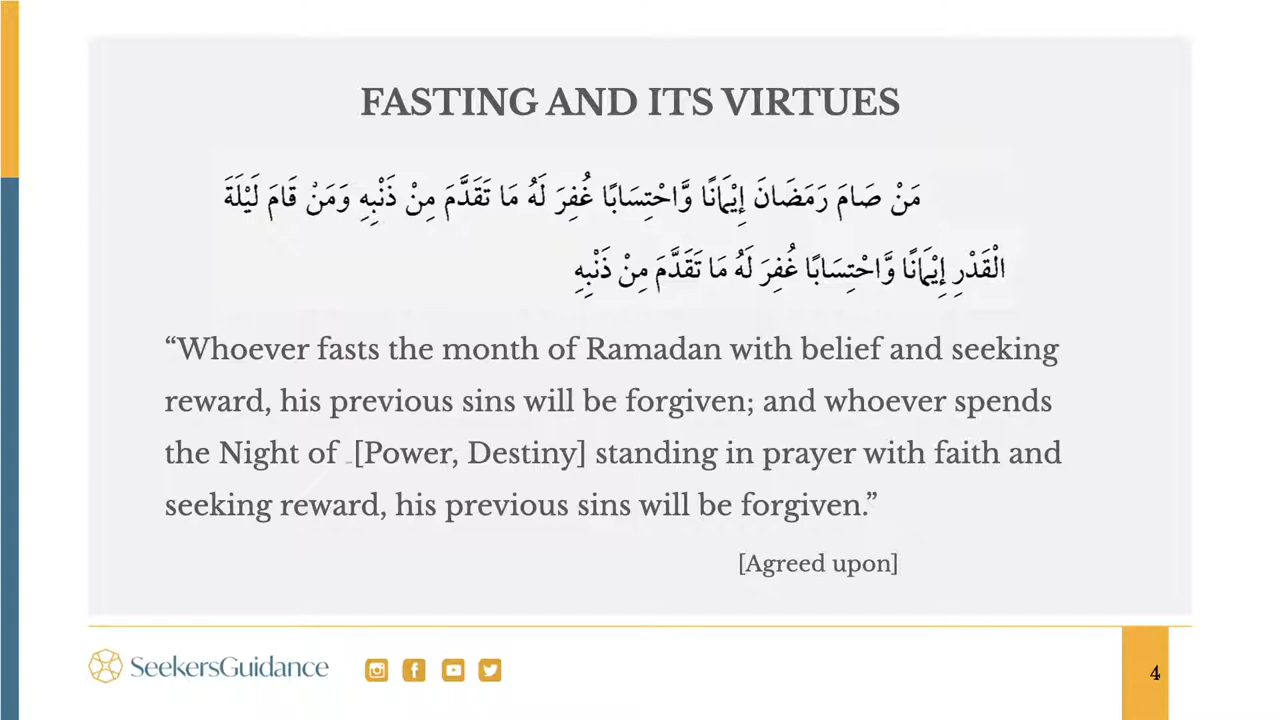 FASTING AND ITS VIRTUES
مَنْ صَامَ رَمَضَانَ إِيْمَانًا وَّاحْتِسَابًا غُفِرَ لَهُ مَا تَقَدَّمَ مِنْ ذَنْبِهِ وَمَنْ قَامَ لَيْلَةَ
الْقَدْرِ إِيْمَانًا وَّاحْتِسَابًا غُفِرَ لَهُ مَا تَقَدَّمَ مِنْ ذَنْبِهِ
“Whoever fasts the month of Ramadan with belief and seeking
reward, his previous sins will be forgiven; and whoever spends
the Night of [Power, Destiny] standing in prayer with faith and
seeking reward, his previous sins will be forgiven.”
[Agreed upon]
SeekersGuidance
4